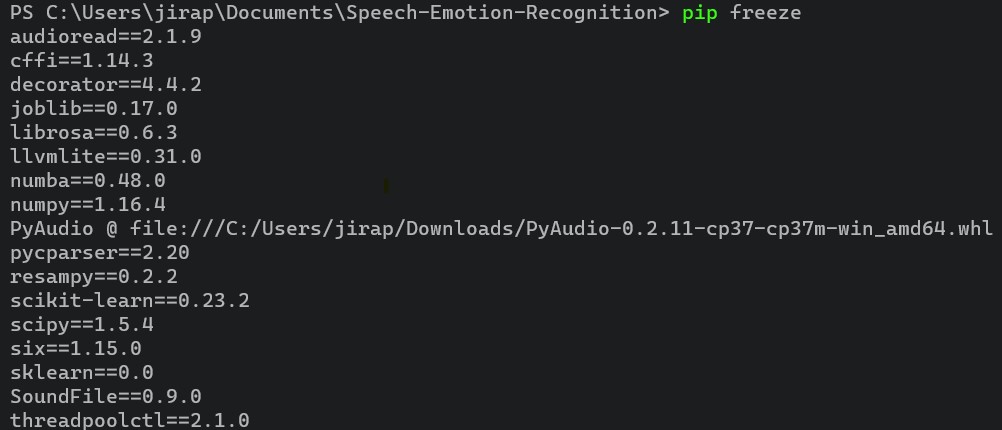 PS C:\Users\jirap\Documents\Speech-Emotion-Recognition> pip freeze
audioread==2.1.9
cffi==1.14.3
decorator==4.4.2
joblib==0.17.0
librosa==0.6.3
llvmlite==0.31.0
numba==0.48.0
numpy==1.16.4
PyAudio @ file:///C:/Users/jirap/Downloads/PyAudio-0.2.11-cp37-cp37m-win_amd64.whl
pycparser==2.20
resampy==0.2.2
scikit-learn==0.23.2
scipy==1.5.4
six==1.15.0
sklearn==0.0
SoundFile==0.9.0
threadpoolctl==2.1.0